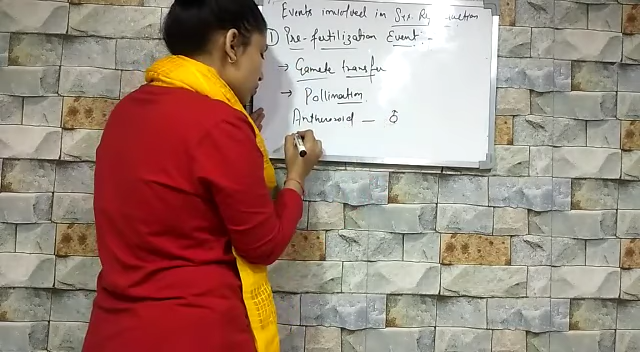 Events involved in Sex. Reproduction
① Pre-fertilization Event -
→ Gamete transfer
→ Pollination
Antherozoid — ♂